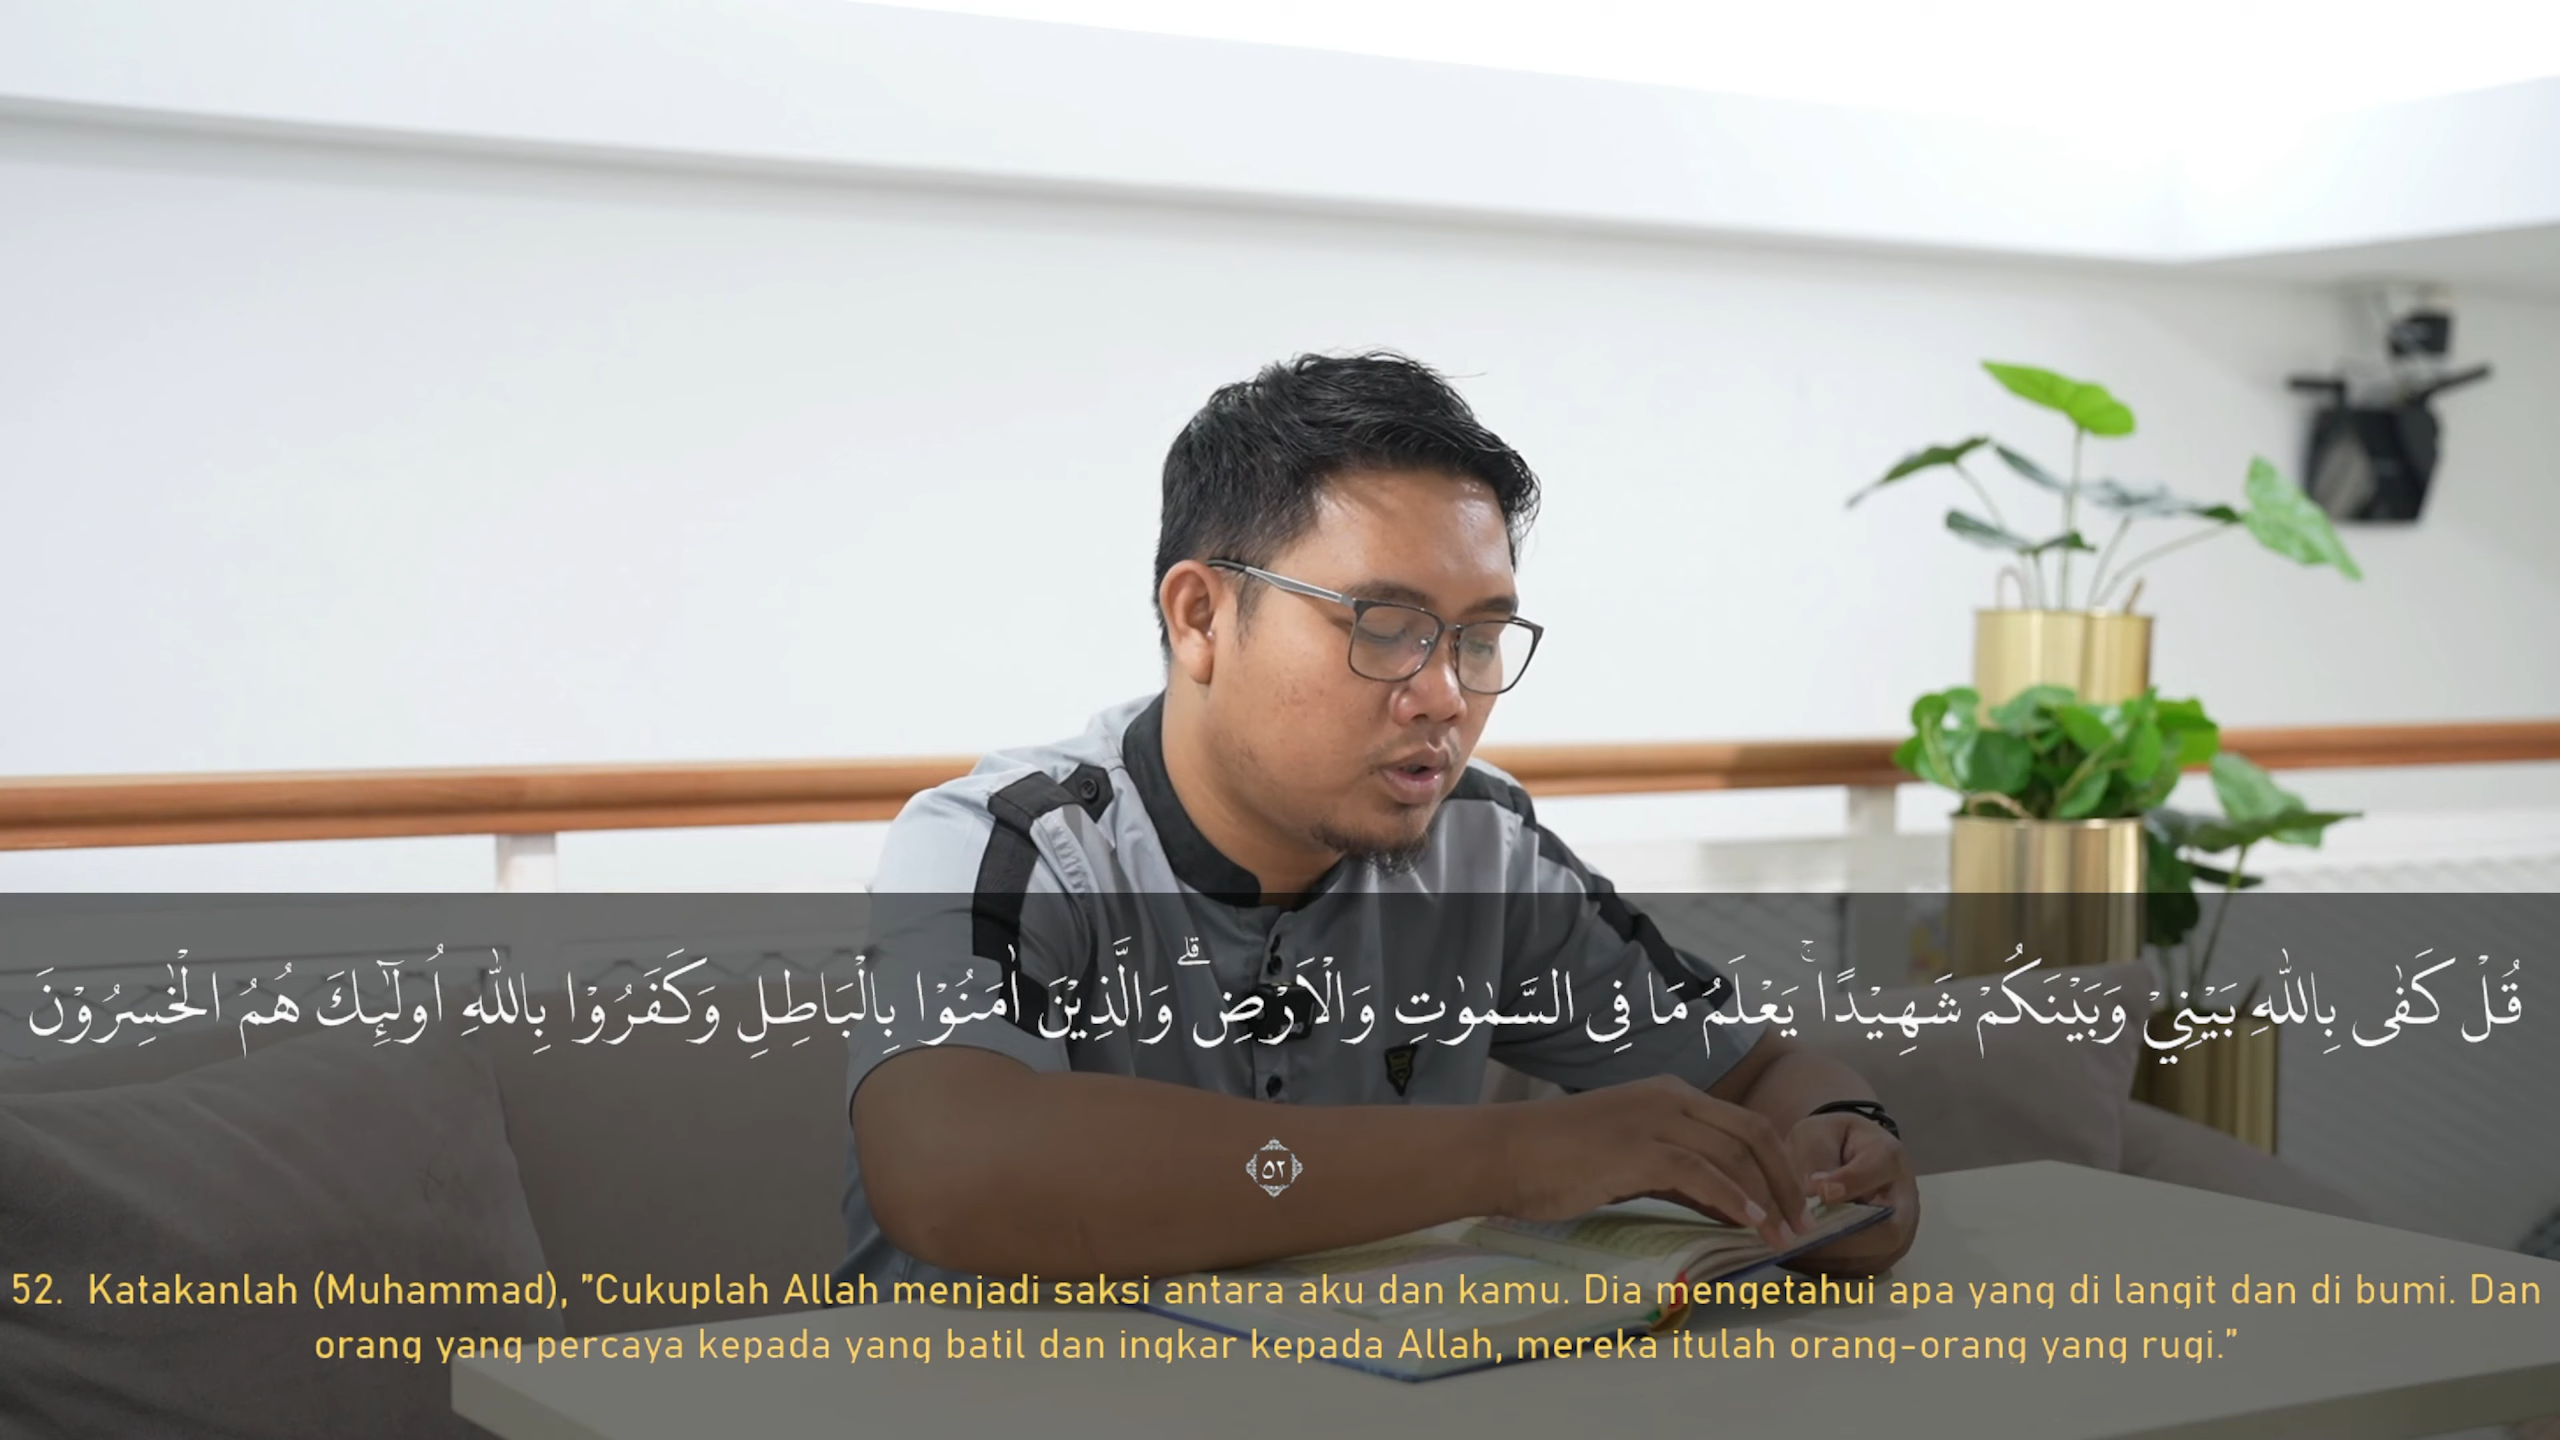 قُلْ كَفٰى بِاللّٰهِ بَيْنِيْ وَبَيْنَكُمْ شَهِيْدًاۚ يَعْلَمُ مَا فِى السَّمٰوٰتِ وَالْاَرْضِۗ وَالَّذِيْنَ اٰمَنُوْا بِالْبَاطِلِ وَكَفَرُوْا بِاللّٰهِ اُولٰۤىِٕكَ هُمُ الْخٰسِرُوْنَ
٥٢
52. Katakanlah (Muhammad), "Cukuplah Allah menjadi saksi antara aku dan kamu. Dia mengetahui apa yang di langit dan di bumi. Dan
orang yang percaya kepada yang batil dan ingkar kepada Allah, mereka itulah orang-orang yang rugi."